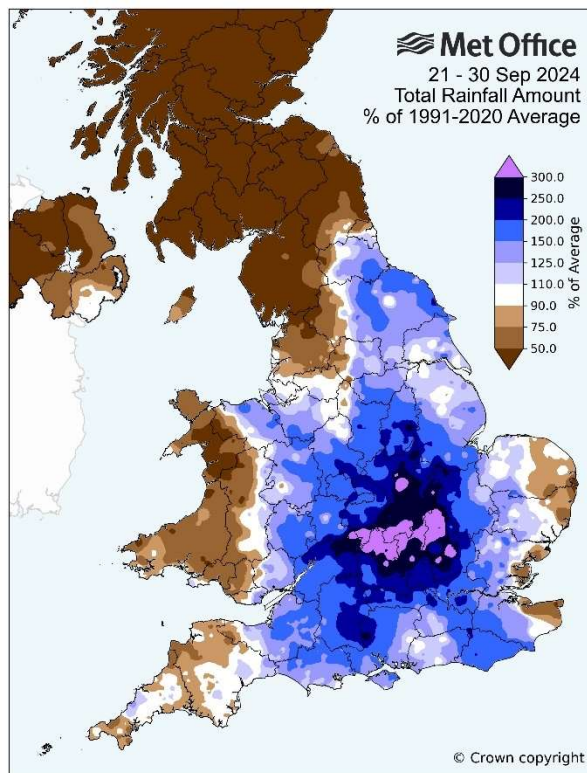 Met Office
21 - 30 Sep 2024
Total Rainfall Amount
% of 1991-2020 Average
300.0
250.0
200.0
150.0
125.0
110.0
90.0
75.0
50.0
% of Average
© Crown copyright